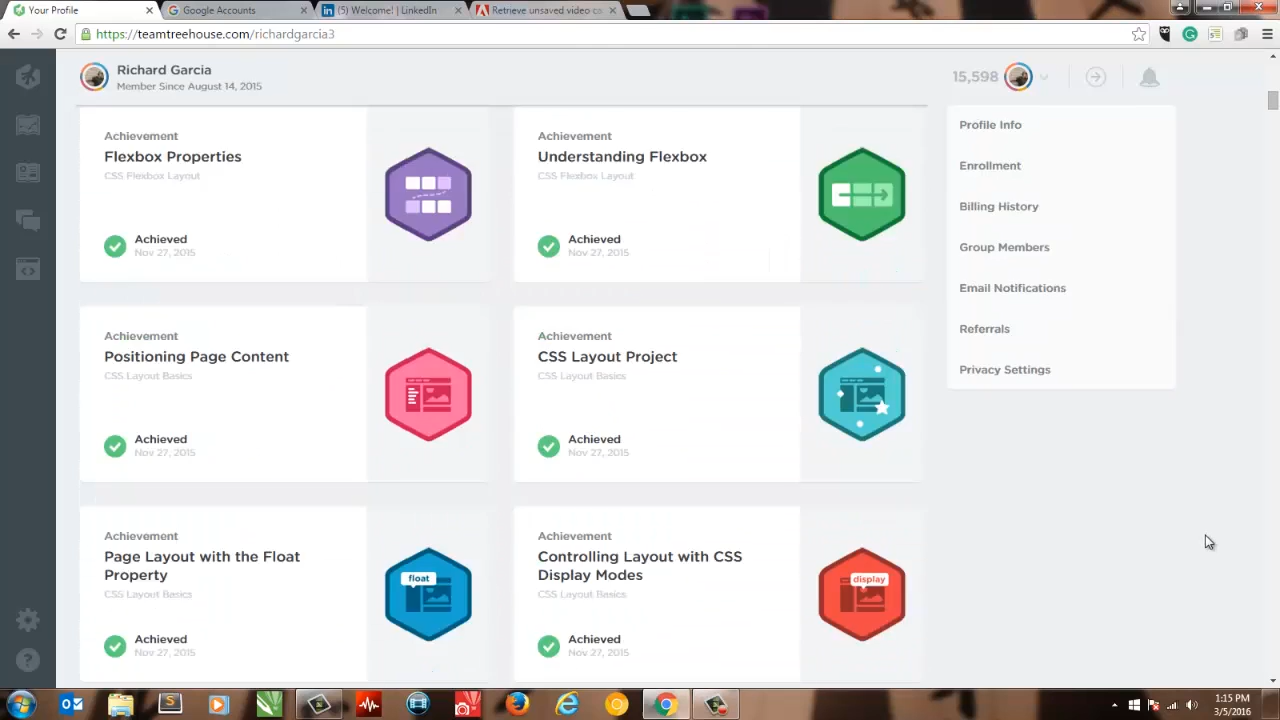 Your Profile
Google Accounts
(5) Welcome! | LinkedIn
Retrieve unsaved video ca
https://teamtreehouse.com/richardgarcia3
Richard Garcia
Member Since August 14, 2015
15,598
Achievement
Flexbox Properties
CSS Flexbox Layout
Achieved
Nov 27, 2015
Achievement
Understanding Flexbox
CSS Flexbox Layout
Achieved
Nov 27, 2015
Profile Info
Enrollment
Billing History
Group Members
Email Notifications
Referrals
Privacy Settings
Achievement
Positioning Page Content
CSS Layout Basics
Achieved
Nov 27, 2015
Achievement
CSS Layout Project
CSS Layout Basics
Achieved
Nov 27, 2015
Achievement
Page Layout with the Float
Property
CSS Layout Basics
float
Achieved
Nov 27, 2015
Achievement
Controlling Layout with CSS
Display Modes
CSS Layout Basics
display
Achieved
Nov 27, 2015
1:15 PM
3/5/2016